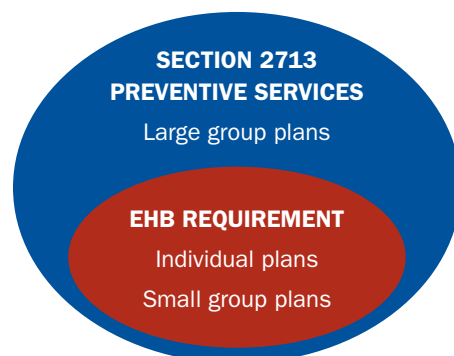 SECTION 2713
PREVENTIVE SERVICES
Large group plans
EHB REQUIREMENT
Individual plans
Small group plans